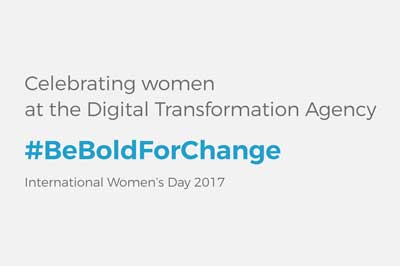 Celebrating women
at the Digital Transformation Agency
#BeBoldForChange
International Women's Day 2017